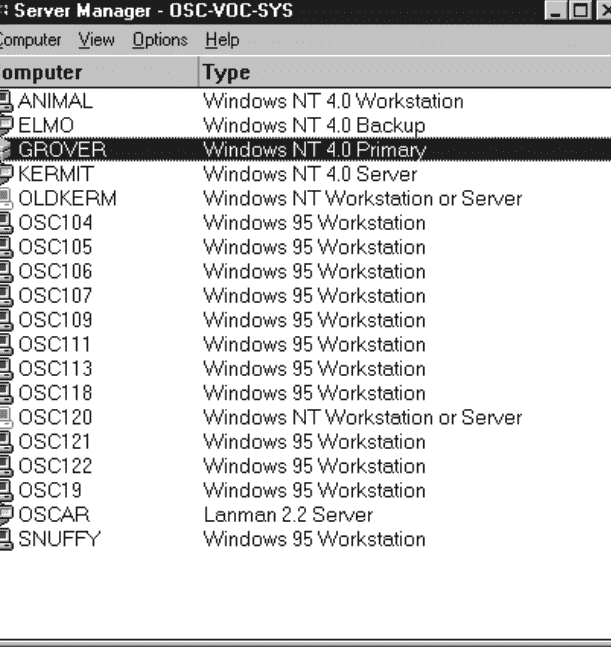 Server Manager - OSC-VOC-SYS
Computer View Options Help
Computer Type
ANIMAL Windows NT 4.0 Workstation
ELMO Windows NT 4.0 Backup
GROVER Windows NT 4.0 Primary
KERMIT Windows NT 4.0 Server
OLDKERM Windows NT Workstation or Server
OSC104 Windows 95 Workstation
OSC105 Windows 95 Workstation
OSC106 Windows 95 Workstation
OSC107 Windows 95 Workstation
OSC109 Windows 95 Workstation
OSC111 Windows 95 Workstation
OSC113 Windows 95 Workstation
OSC118 Windows 95 Workstation
OSC120 Windows NT Workstation or Server
OSC121 Windows 95 Workstation
OSC122 Windows 95 Workstation
OSC19 Windows 95 Workstation
OSCAR Lanman 2.2 Server
SNUFFY Windows 95 Workstation